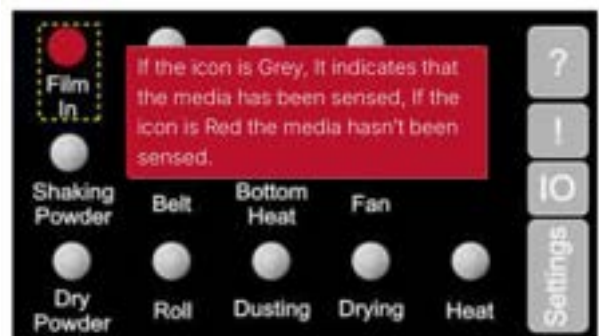 Film
In
If the icon is Grey, It indicates that
the media has been sensed, If the
icon is Red the media hasn't been
sensed.
?
!
IO
Settings
Shaking
Powder
Belt
Bottom
Heat
Fan
Dry
Powder
Roll
Dusting
Drying
Heat